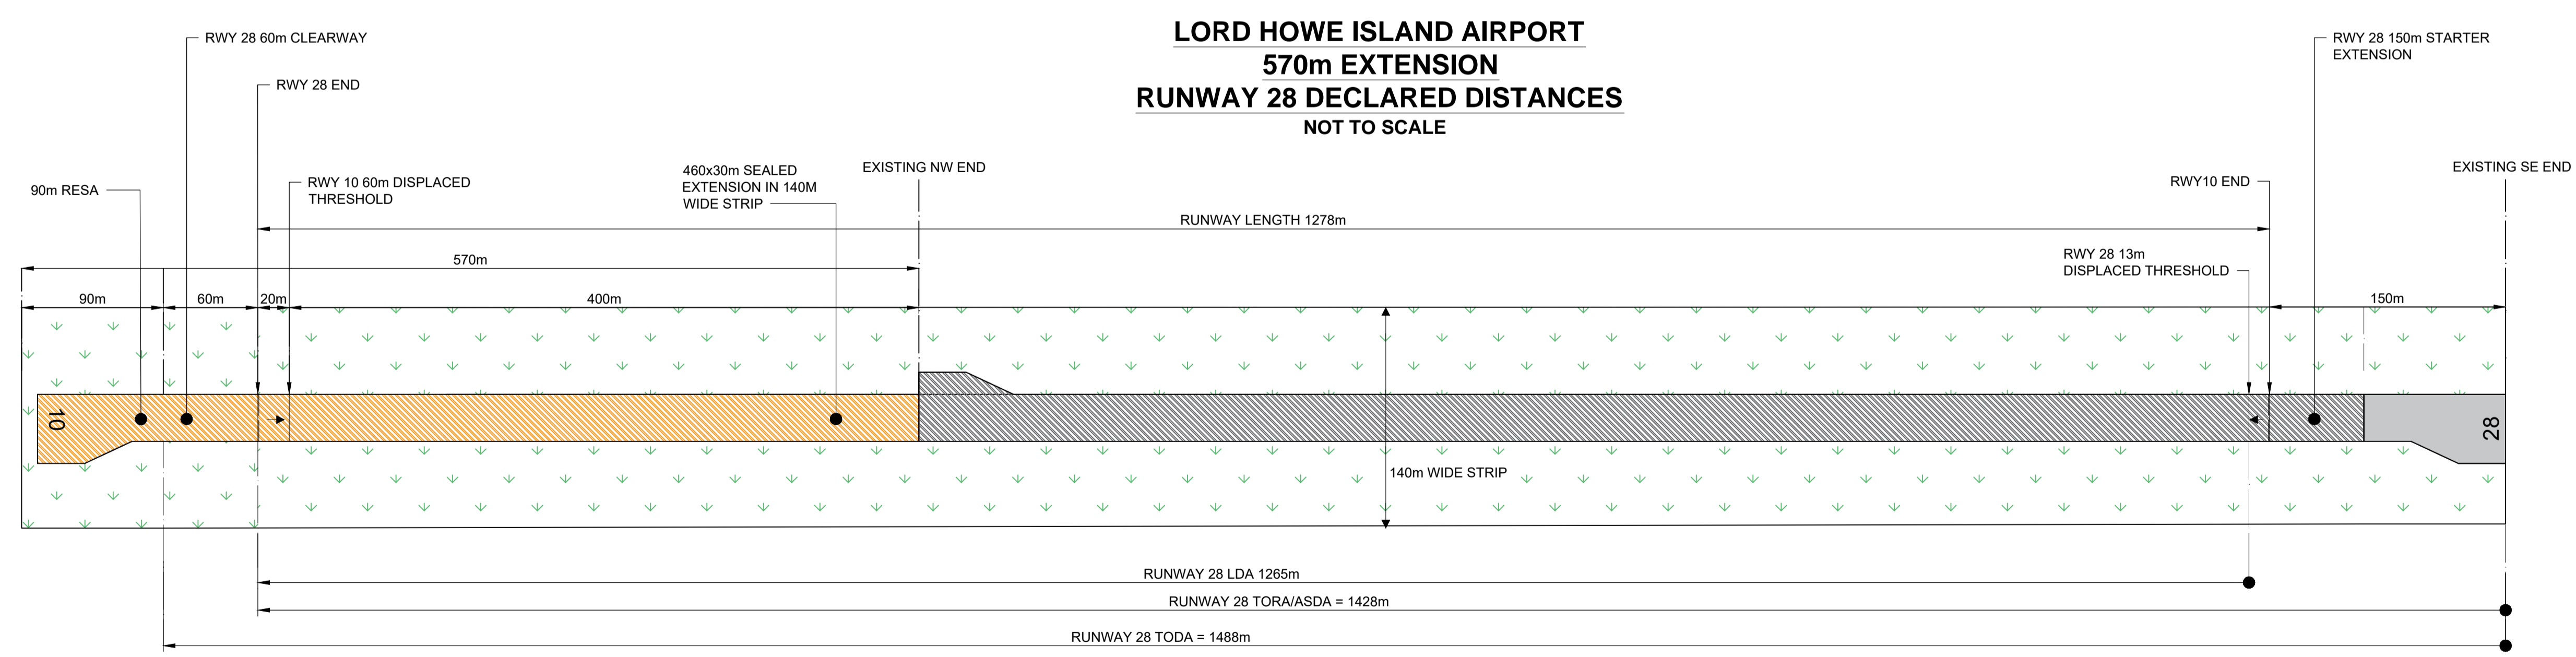 LORD HOWE ISLAND AIRPORT
570m EXTENSION
RUNWAY 28 DECLARED DISTANCES
NOT TO SCALE
RWY 28 60m CLEARWAY
RWY 28 END
90m RESA
RWY 10 60m DISPLACED
THRESHOLD
460x30m SEALED
EXTENSION IN 140M
WIDE STRIP
EXISTING NW END
RWY 28 150m STARTER
EXTENSION
RWY10 END
EXISTING SE END
RUNWAY LENGTH 1278m
RWY 28 13m
DISPLACED THRESHOLD
570m
90m
60m
20m
400m
150m
10
28
140m WIDE STRIP
RUNWAY 28 LDA 1265m
RUNWAY 28 TORA/ASDA = 1428m
RUNWAY 28 TODA = 1488m